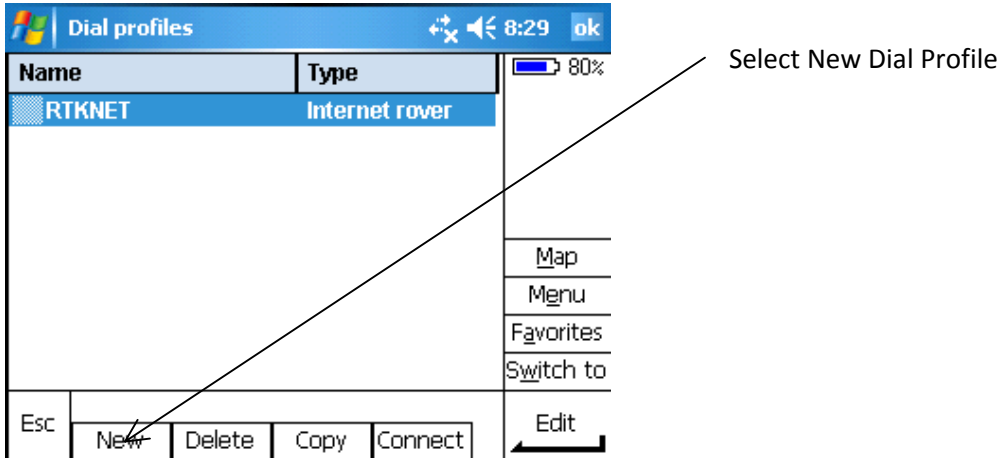 Dial profiles 8:29 ok
Select New Dial Profile
Name Type 80%
RTKNET Internet rover
Map
Menu
Favorites
Switch to
Esc New Delete Copy Connect Edit